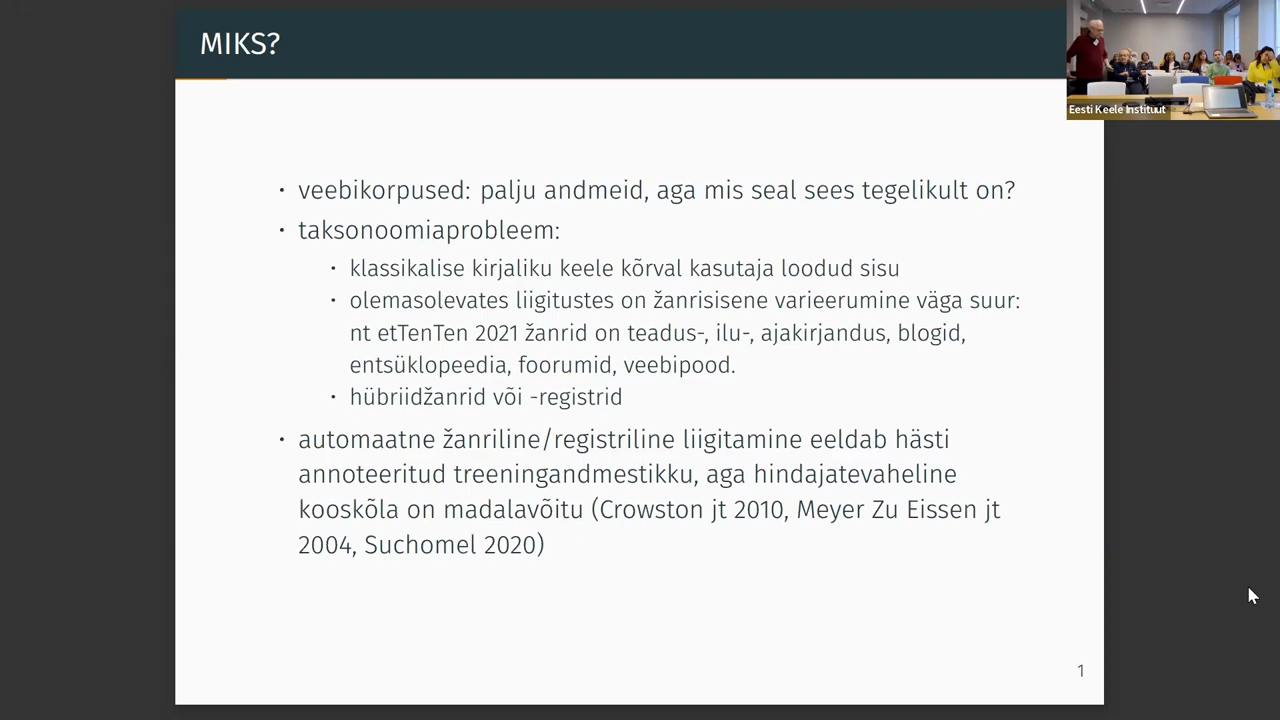 MIKS?
Eesti Keele Instituut
• veebikorpused: palju andmeid, aga mis seal sees tegelikult on?
• taksonoomiaprobleem:
• klassikalise kirjaliku keele kõrval kasutaja loodud sisu
• olemasolevates liigitustes on žanrisisene varieerumine väga suur:
nt etTenTen 2021 žanrid on teadus-, ilu-, ajakirjandus, blogid,
entsüklopeedia, foorumid, veebipood.
• hübriidžanrid või -registrid
• automaatne žanriline/registriline liigitamine eeldab hästi
annoteeritud treeningandmestikku, aga hindajatevaheline
kooskõla on madalavõitu (Crowston jt 2010, Meyer Zu Eissen jt
2004, Suchomel 2020)
1